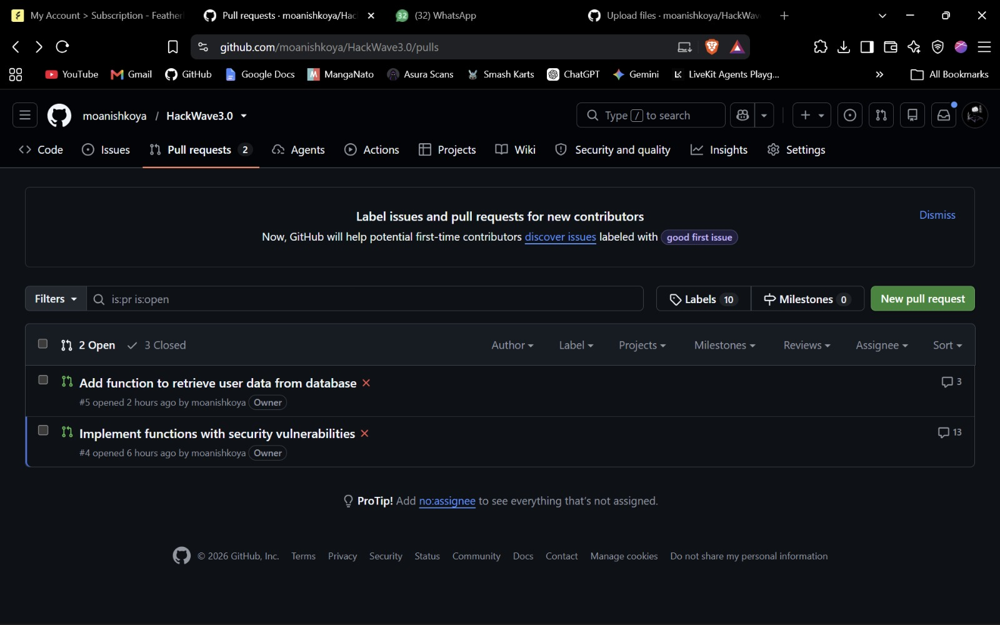 My Account > Subscription - Feather
Pull requests · moanishkoya/Hac
32
(32) WhatsApp
Upload files · moanishkoya/HackWav
github.com/moanishkoya/HackWave3.0/pulls
YouTube
Gmail
GitHub
Google Docs
MangaNato
Asura Scans
Smash Karts
ChatGPT
Gemini
LiveKit Agents Playg...
»
All Bookmarks
moanishkoya / HackWave3.0
Type / to search
Code
Issues
Pull requests 2
Agents
Actions
Projects
Wiki
Security and quality
Insights
Settings
Label issues and pull requests for new contributors
Dismiss
Now, GitHub will help potential first-time contributors discover issues labeled with good first issue
Filters
is:pr is:open
Labels 10
Milestones 0
New pull request
2 Open
3 Closed
Author
Label
Projects
Milestones
Reviews
Assignee
Sort
Add function to retrieve user data from database
3
#5 opened 2 hours ago by moanishkoya Owner
Implement functions with security vulnerabilities
13
#4 opened 6 hours ago by moanishkoya Owner
ProTip! Add no:assignee to see everything that's not assigned.
© 2026 GitHub, Inc.
Terms
Privacy
Security
Status
Community
Docs
Contact
Manage cookies
Do not share my personal information